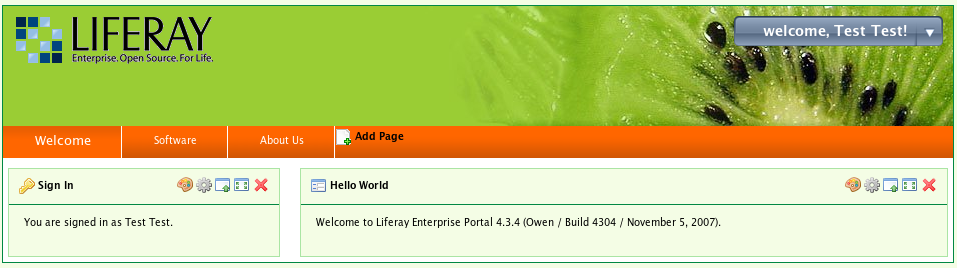 LIFERAY
Enterprise. Open Source. For Life.
welcome, Test Test!
Welcome Software About Us Add Page
Sign In
You are signed in as Test Test.
Hello World
Welcome to Liferay Enterprise Portal 4.3.4 (Owen / Build 4304 / November 5, 2007).